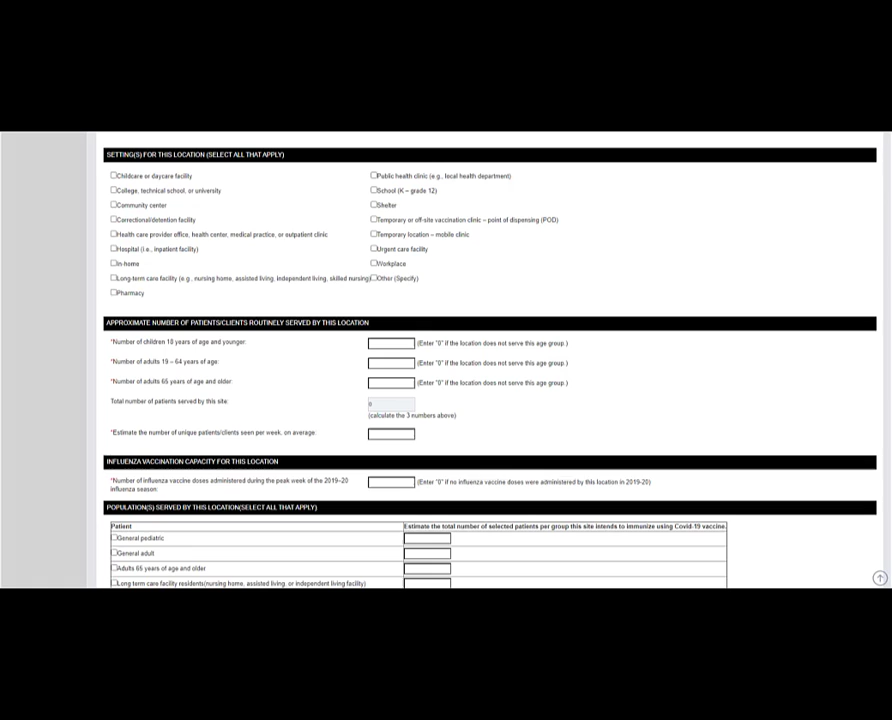 SETTING(S) FOR THIS LOCATION (SELECT ALL THAT APPLY)
Childcare or daycare facility
Public health clinic (e.g., local health department)
College, technical school, or university
School (K – grade 12)
Community center
Shelter
Correctional/detention facility
Temporary or off-site vaccination clinic – point of dispensing (POD)
Health care provider office, health center, medical practice, or outpatient clinic
Temporary location – mobile clinic
Hospital (i.e., inpatient facility)
Urgent care facility
In-home
Workplace
Long-term care facility (e.g., nursing home, assisted living, independent living, skilled nursing)
Other (Specify)
Pharmacy
APPROXIMATE NUMBER OF PATIENTS/CLIENTS ROUTINELY SERVED BY THIS LOCATION
*Number of children 18 years of age and younger: (Enter "0" if the location does not serve this age group.)
*Number of adults 19 – 64 years of age: (Enter "0" if the location does not serve this age group.)
*Number of adults 65 years of age and older: (Enter "0" if the location does not serve this age group.)
Total number of patients served by this site: 0
(calculate the 3 numbers above)
*Estimate the number of unique patients/clients seen per week, on average:
INFLUENZA VACCINATION CAPACITY FOR THIS LOCATION
*Number of influenza vaccine doses administered during the peak week of the 2019–20 (Enter "0" if no influenza vaccine doses were administered by this location in 2019-20)
influenza season:
POPULATION(S) SERVED BY THIS LOCATION(SELECT ALL THAT APPLY)
Patient Estimate the total number of selected patients per group this site intends to immunize using Covid-19 vaccine.
General pediatric
General adult
Adults 65 years of age and older
Long term care facility residents(nursing home, assisted living, or independent living facility)